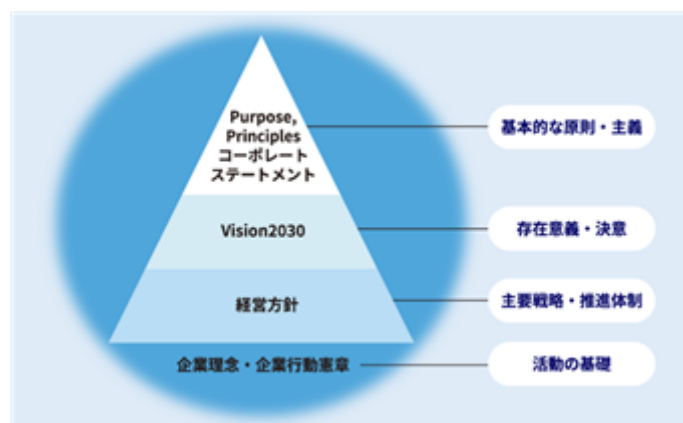 Purpose,
Principles
コーポレート
ステートメント
基本的な原則・主義
Vision2030
存在意義・決意
経営方針
主要戦略・推進体制
企業理念・企業行動憲章
活動の基礎